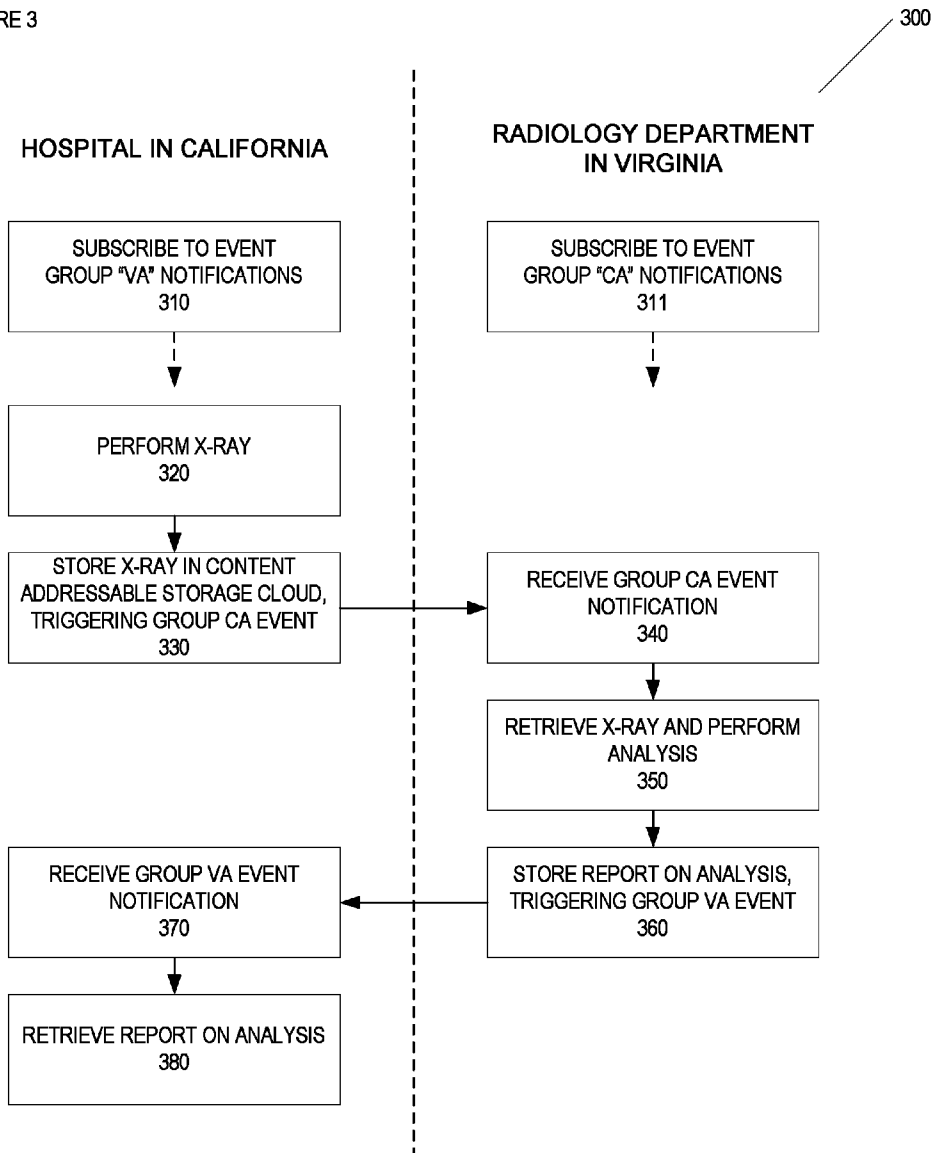 RE 3
300
HOSPITAL IN CALIFORNIA
RADIOLOGY DEPARTMENT
IN VIRGINIA
SUBSCRIBE TO EVENT
GROUP “VA” NOTIFICATIONS
310
SUBSCRIBE TO EVENT
GROUP “CA” NOTIFICATIONS
311
PERFORM X-RAY
320
STORE X-RAY IN CONTENT
ADDRESSABLE STORAGE CLOUD,
TRIGGERING GROUP CA EVENT
330
RECEIVE GROUP CA EVENT
NOTIFICATION
340
RETRIEVE X-RAY AND PERFORM
ANALYSIS
350
STORE REPORT ON ANALYSIS,
TRIGGERING GROUP VA EVENT
360
RECEIVE GROUP VA EVENT
NOTIFICATION
370
RETRIEVE REPORT ON ANALYSIS
380